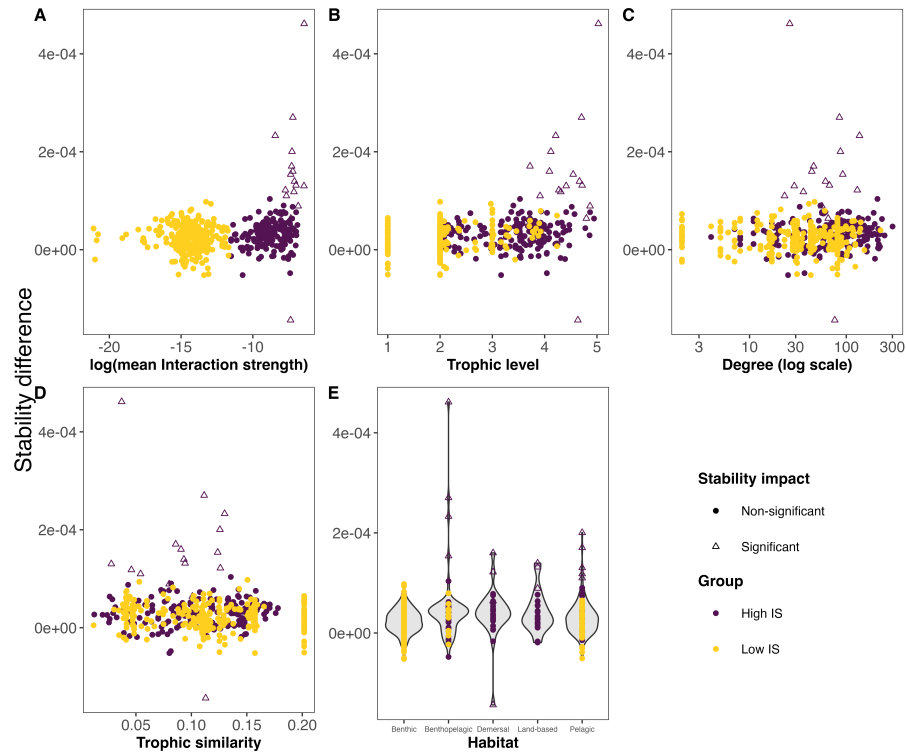 A
B
C
4e-04
2e-04
0e+00
-20
-15
-10
log(mean Interaction strength)
4e-04
2e-04
0e+00
1
2
3
4
5
Trophic level
4e-04
2e-04
0e+00
3
10
30
100
300
Degree (log scale)
Stability difference
D
E
4e-04
2e-04
0e+00
0.05
0.10
0.15
0.20
Trophic similarity
4e-04
2e-04
0e+00
Benthic
Benthopelagic
Demersal
Land-based
Pelagic
Habitat
Stability impact
Non-significant
Significant
Group
High IS
Low IS